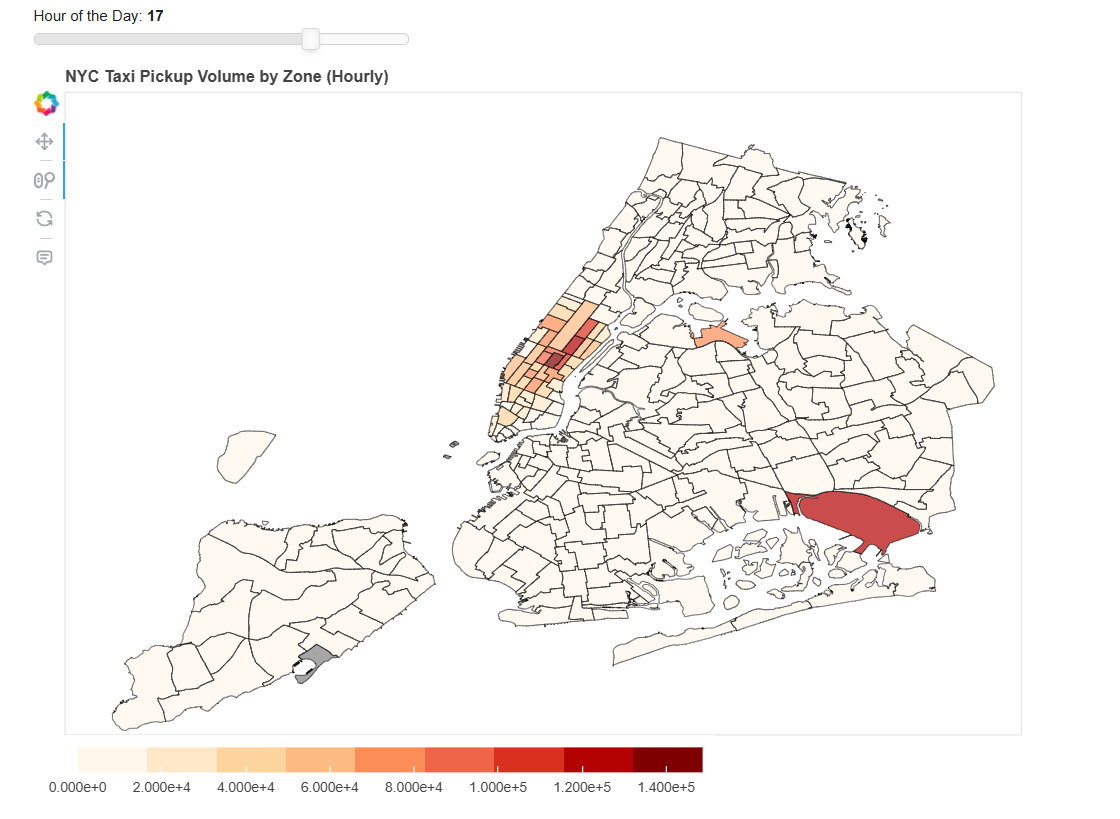 Hour of the Day: 17
NYC Taxi Pickup Volume by Zone (Hourly)
0.000e+0 2.000e+4 4.000e+4 6.000e+4 8.000e+4 1.000e+5 1.200e+5 1.400e+5